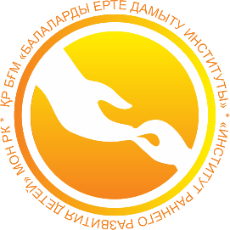 ҚР БҒМ «БАЛАЛАРДЫ ЕРТЕ ДАМЫТУ ИНСТИТУТЫ» *
«ИНСТИТУТ РАННЕГО РАЗВИТИЯ ДЕТЕЙ» МОН РК *